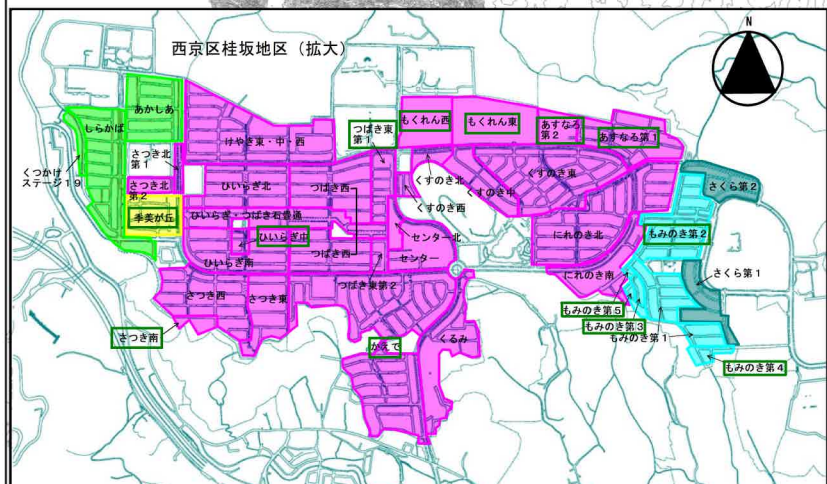 西京区桂坂地区（拡大）
N
あかしあ
しらかば
くつかけ
ステージ19
さつき北
第1
さつき北
第2
季美が丘
けやき東・中・西
つばき東
第1
もくれん西
もくれん東
あすなろ
第2
あすなろ第1
ひいらぎ北
つばき西
くすのき北
くすのき中
くすのき東
くすのき西
さくら第2
ひいらぎ・つばき石畳通
ひいらぎ中
ひいらぎ南
つばき西
センター北
センター
つばき東第2
にれのき北
にれのき南
もみのき第2
さくら第1
もみのき第5
もみのき第3
もみのき第1
もみのき第4
さつき西
さつき東
さつき南
かえで
くるみ